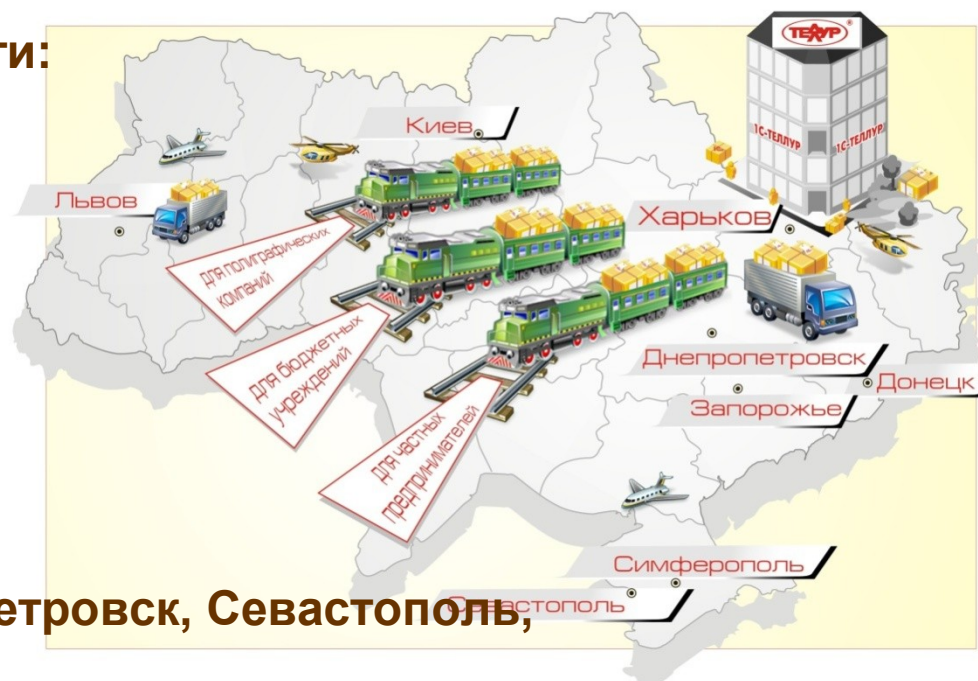 ти:
ТЕЛУР
1С-ТЕЛЛУР
1С-ТЕЛЛУР
Киев
Львов
Харьков
для полиграфических
компаний
для бюджетных
учреждений
для частных
предпринимателей
Днепропетровск
Донецк
Запорожье
Симферополь
Севастополь
етровск, Севастополь,